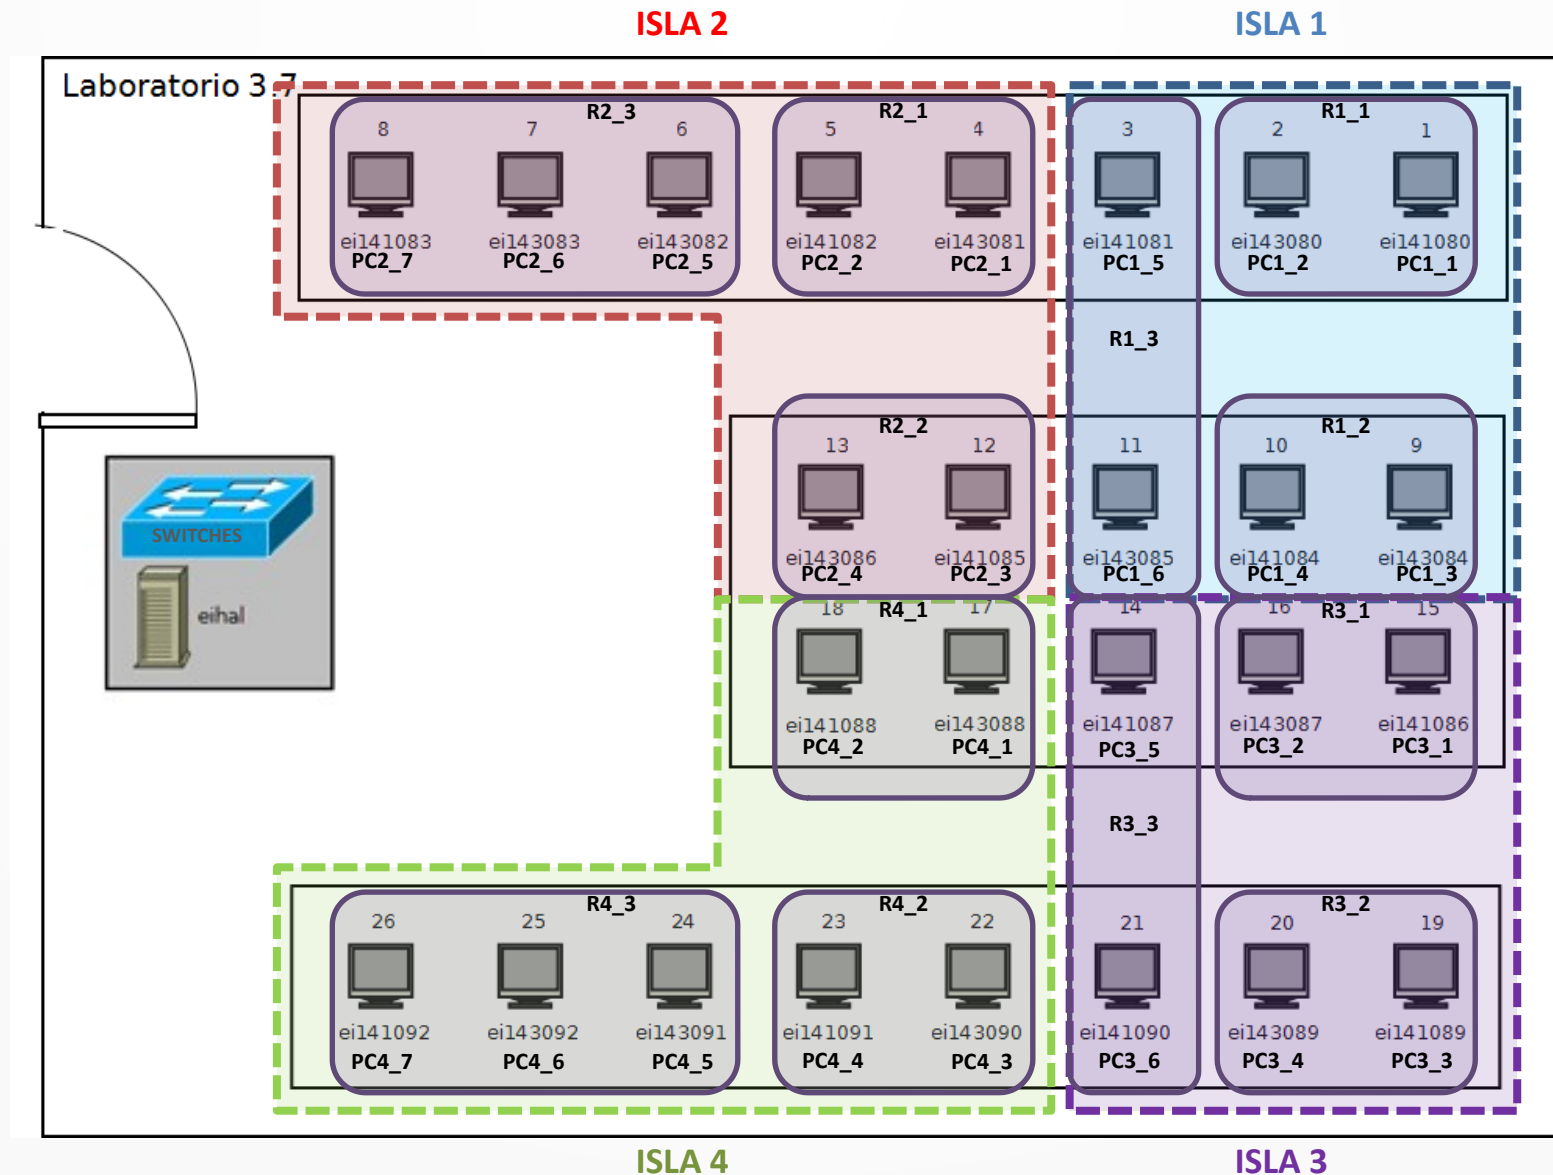 ISLA 2 ISLA 1
Laboratorio 3.7
R2_3 R2_1 R1_1
8 7 6 5 4 3 2 1
ei141083 ei143083 ei143082 ei141082 ei143081 ei141081 ei143080 ei141080
PC2_7 PC2_6 PC2_5 PC2_2 PC2_1 PC1_5 PC1_2 PC1_1
R1_3
R2_2 R1_2
13 12 11 10 9
SWITCHES
ei143086 ei141085 ei143085 ei141084 ei143084
PC2_4 PC2_3 PC1_6 PC1_4 PC1_3
eihal
18 R4_1 17 14 16 R3_1 15
ei141088 ei143088 ei141087 ei143087 ei141086
PC4_2 PC4_1 PC3_5 PC3_2 PC3_1
R3_3
R4_3 R4_2 R3_2
26 25 24 23 22 21 20 19
ei141092 ei143092 ei143091 ei141091 ei143090 ei141090 ei143089 ei141089
PC4_7 PC4_6 PC4_5 PC4_4 PC4_3 PC3_6 PC3_4 PC3_3
ISLA 4 ISLA 3